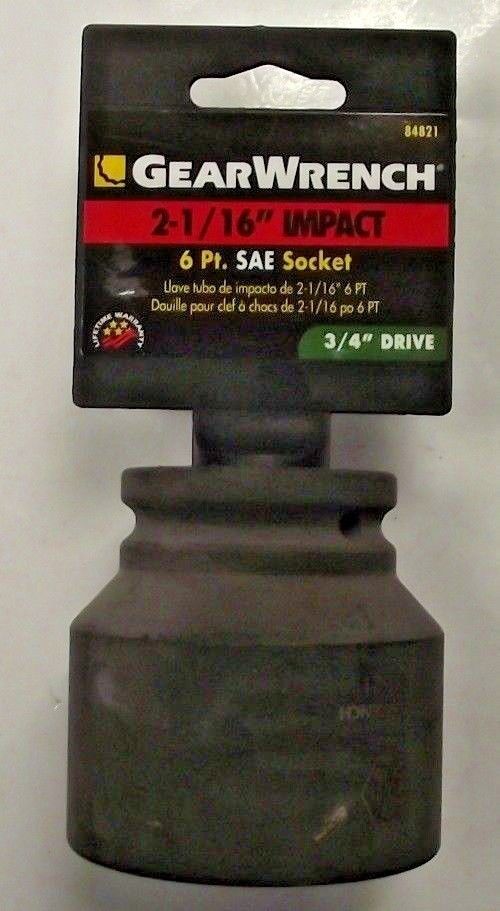 84821
GEARWRENCH®
2-1/16" IMPACT
6 Pt. SAE Socket
Llave tubo de impacto de 2-1/16" 6 PT
Douille pour clef à chocs de 2-1/16 po 6 PT
LIFETIME WARRANTY
3/4" DRIVE